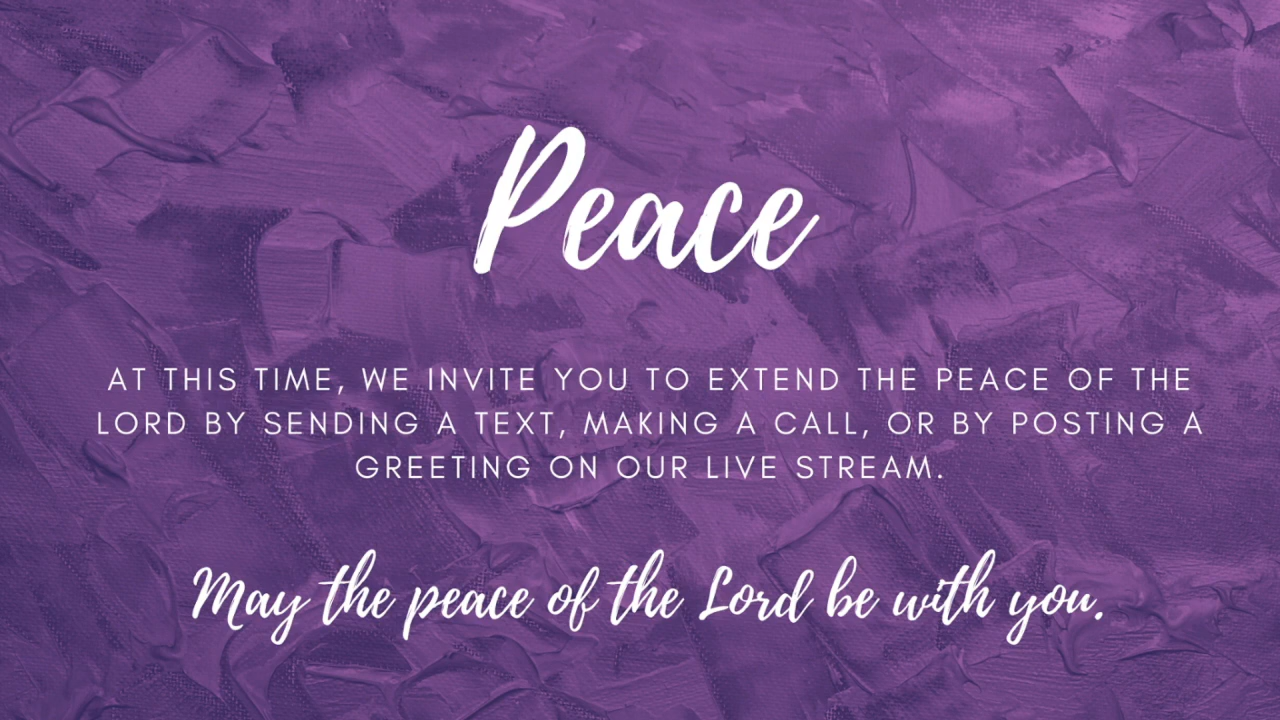 Peace
AT THIS TIME, WE INVITE YOU TO EXTEND THE PEACE OF THE
LORD BY SENDING A TEXT, MAKING A CALL, OR BY POSTING A
GREETING ON OUR LIVE STREAM.
May the peace of the Lord be with you.